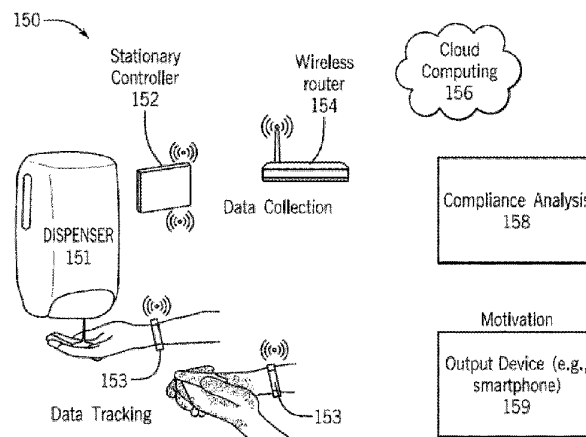 150
Stationary
Controller
152
Wireless
router
154
Cloud
Computing
156
DISPENSER
151
Data Collection
Compliance Analysis
158
Motivation
Output Device (e.g.,
smartphone)
159
153
Data Tracking
153